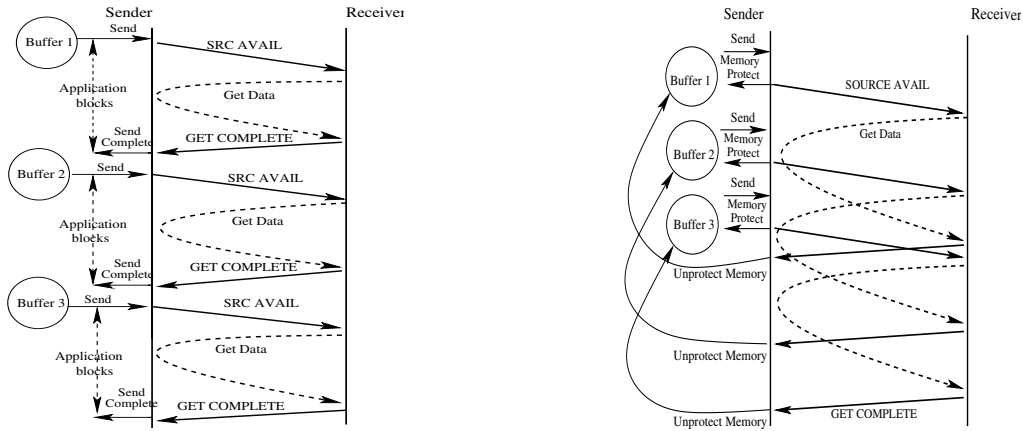 Sender
Receiver
Buffer 1
Send
SRC AVAIL
Application
blocks
Get Data
Send
Complete
GET COMPLETE
Buffer 2
Send
SRC AVAIL
Application
blocks
Get Data
Send
Complete
GET COMPLETE
Buffer 3
Send
SRC AVAIL
Application
blocks
Get Data
Send
Complete
GET COMPLETE
Sender
Receiver
Send
Memory
Protect
Buffer 1
SOURCE AVAIL
Get Data
Send
Memory
Protect
Buffer 2
Send
Memory
Protect
Buffer 3
Unprotect Memory
Unprotect Memory
GET COMPLETE
Unprotect Memory